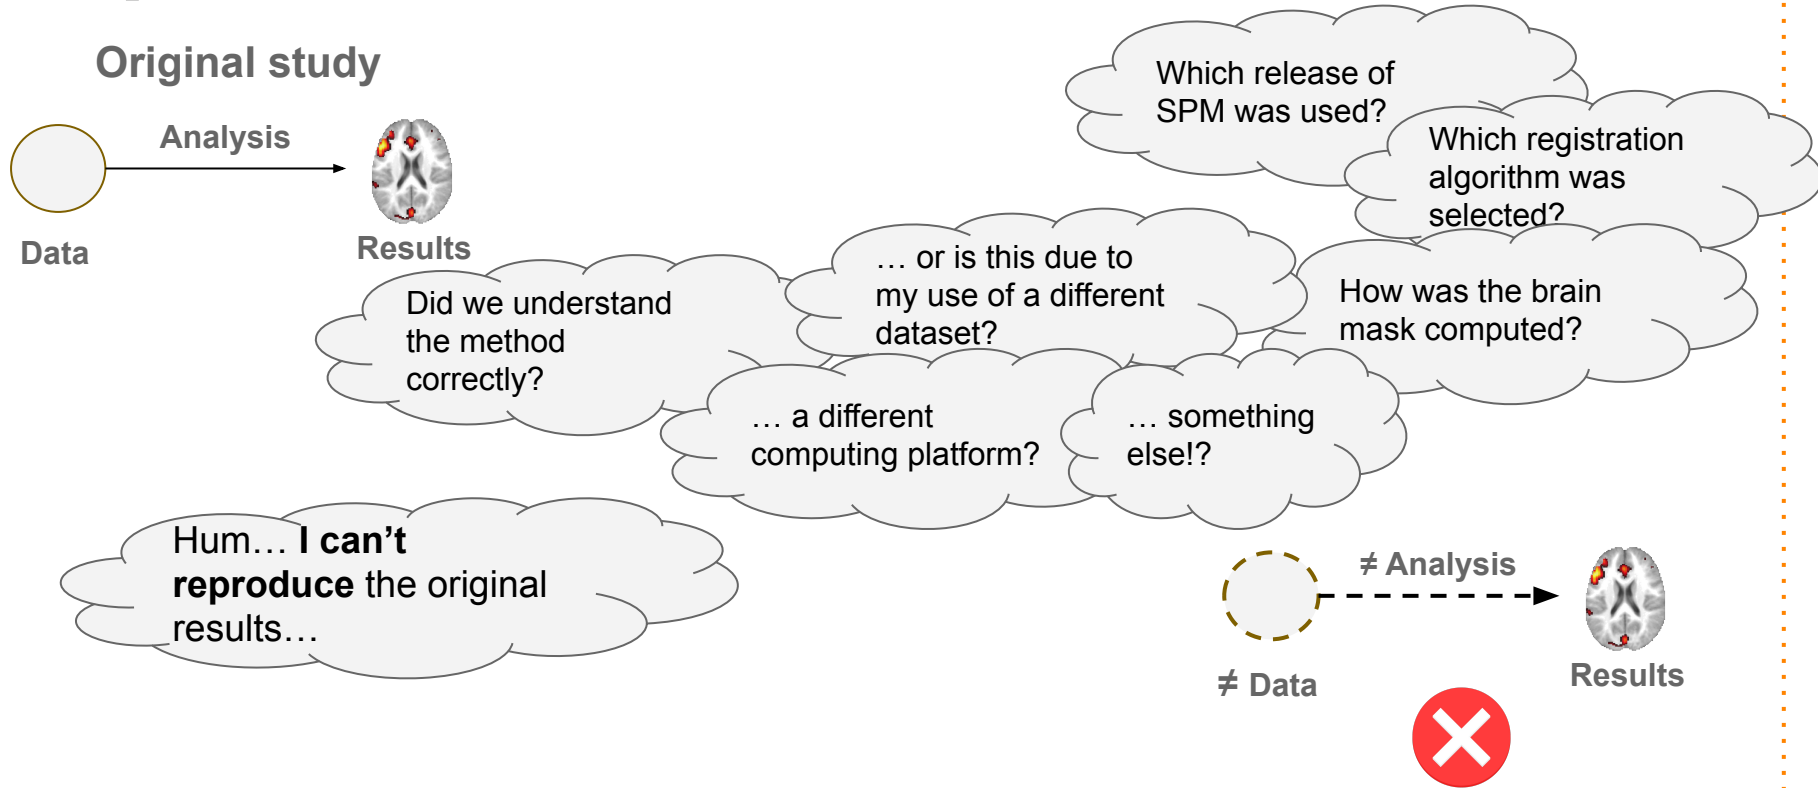 Original study
Analysis
Data
Results
Which release of
SPM was used?
Which registration
algorithm was
selected?
Did we understand
the method
correctly?
… or is this due to
my use of a different
dataset?
How was the brain
mask computed?
… a different
computing platform?
… something
else!?
Hum… I can’t
reproduce the original
results…
≠ Analysis
≠ Data
Results